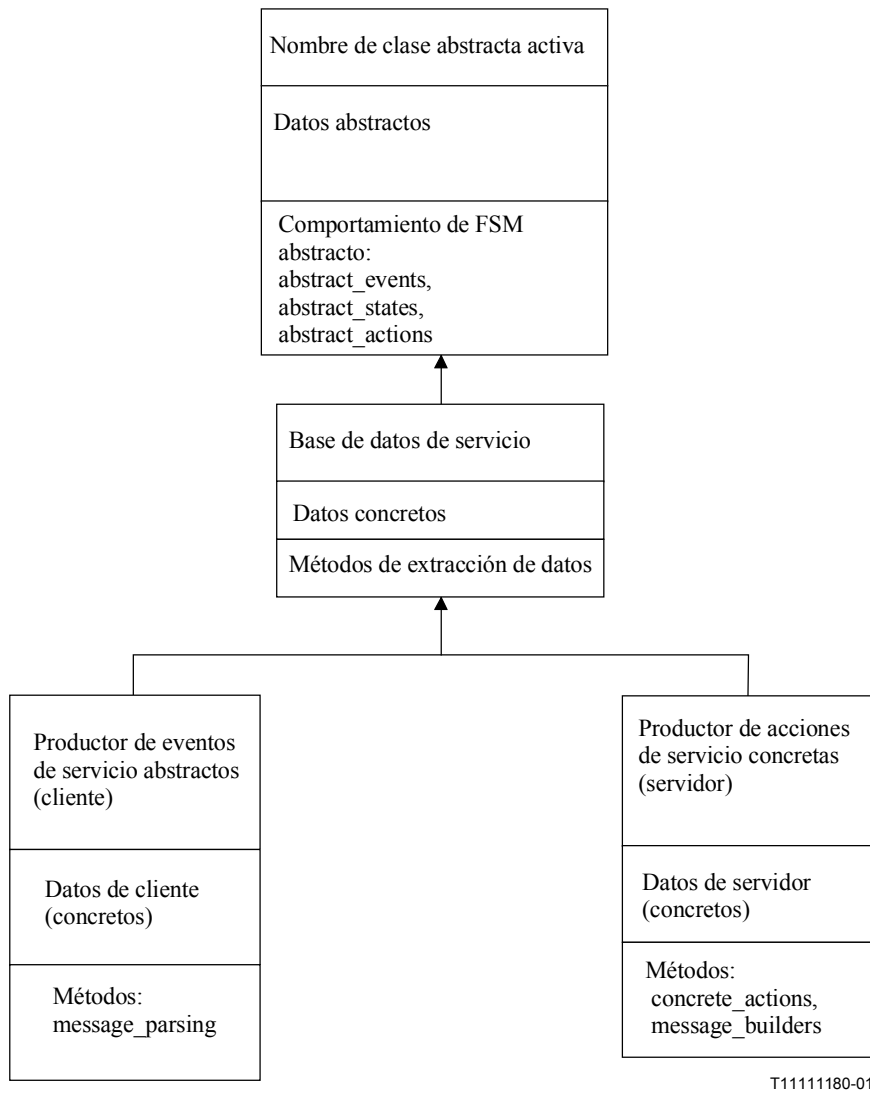 Nombre de clase abstracta activa
Datos abstractos
Comportamiento de FSM
abstracto:
abstract_events,
abstract_states,
abstract_actions
Base de datos de servicio
Datos concretos
Métodos de extracción de datos
Productor de eventos
de servicio abstractos
(cliente)
Datos de cliente
(concretos)
Métodos:
message_parsing
Productor de acciones
de servicio concretas
(servidor)
Datos de servidor
(concretos)
Métodos:
concrete_actions,
message_builders
T11111180-01